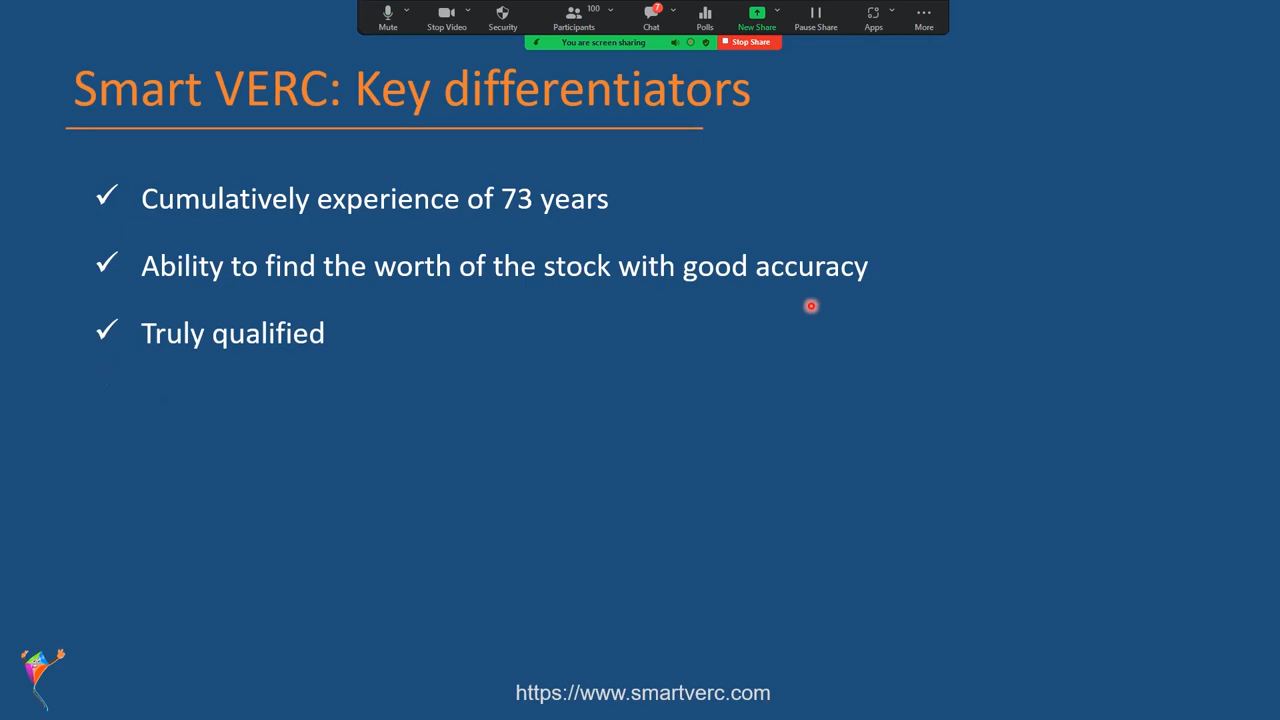 100
7
Mute
Stop Video
Security
Participants
Chat
Polls
New Share
Pause Share
Apps
More
You are screen sharing
Stop Share
Smart VERC: Key differentiators
✓ Cumulatively experience of 73 years
✓ Ability to find the worth of the stock with good accuracy
✓ Truly qualified
https://www.smartverc.com